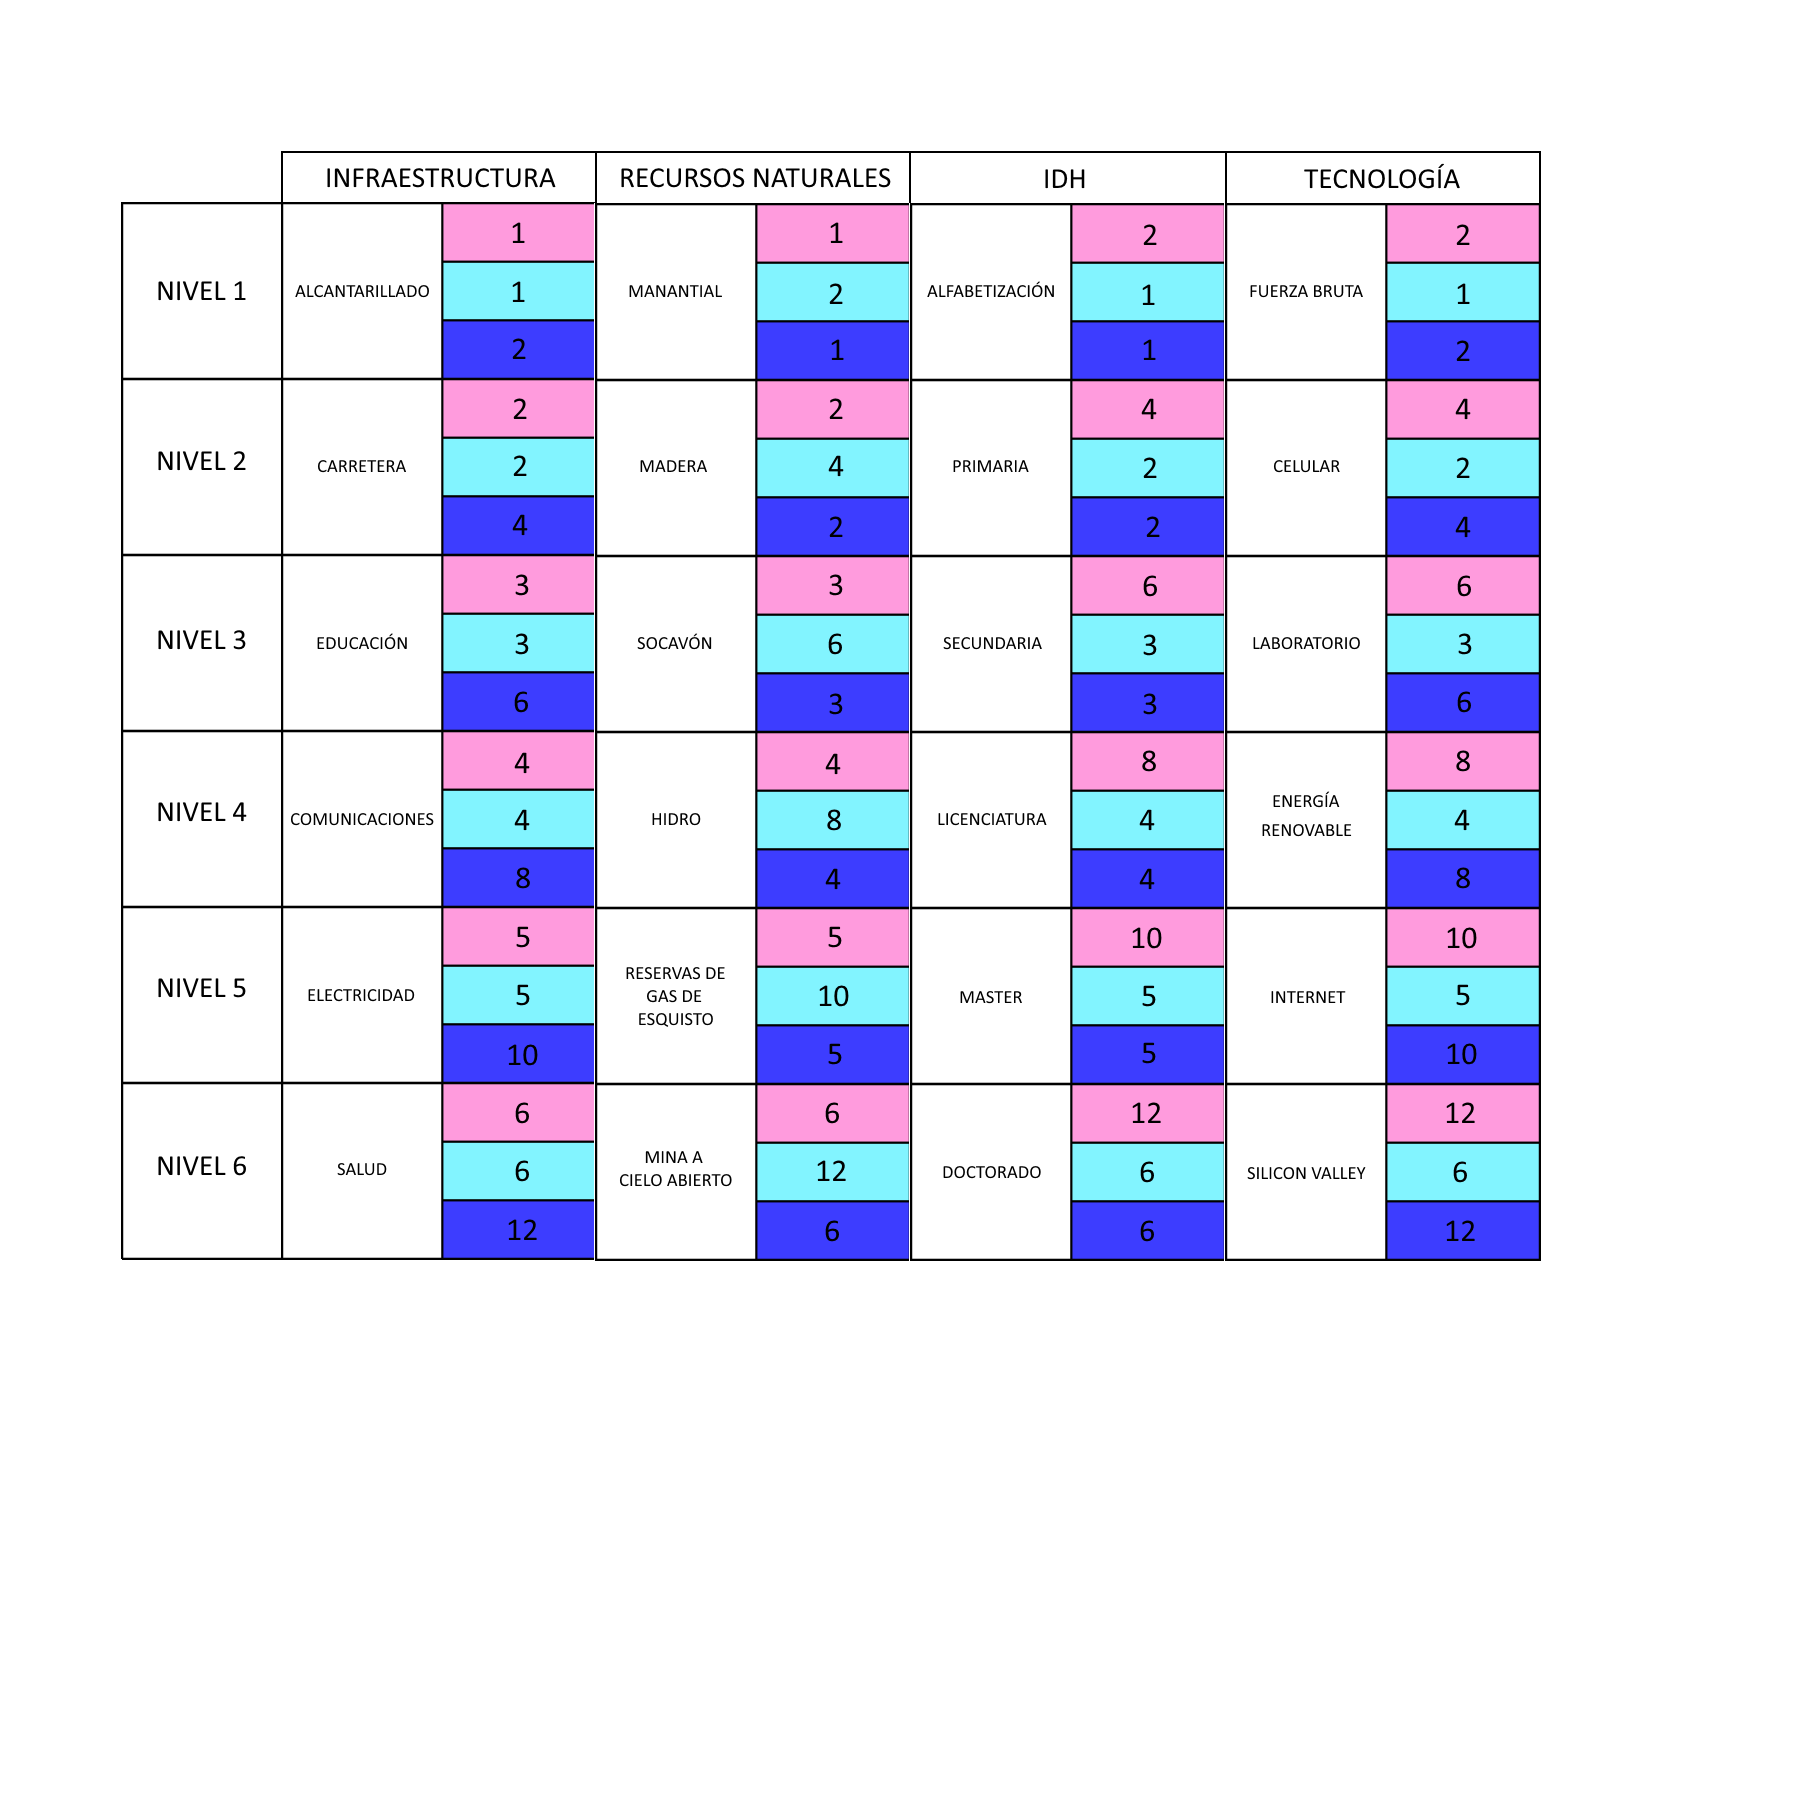 INFRAESTRUCTURA RECURSOS NATURALES IDH TECNOLOGÍA
NIVEL 1
ALCANTARILLADO
1
1
2
MANANTIAL
1
2
1
ALFABETIZACIÓN
2
1
1
FUERZA BRUTA
2
1
2
NIVEL 2
CARRETERA
2
2
4
MADERA
2
4
2
PRIMARIA
4
2
2
CELULAR
4
2
4
NIVEL 3
EDUCACIÓN
3
3
6
SOCAVÓN
3
6
3
SECUNDARIA
6
3
3
LABORATORIO
6
3
6
NIVEL 4
COMUNICACIONES
4
4
8
HIDRO
4
8
4
LICENCIATURA
8
4
4
ENERGÍA
RENOVABLE
8
4
8
NIVEL 5
ELECTRICIDAD
5
5
10
RESERVAS DE
GAS DE
ESQUISTO
5
10
5
MASTER
10
5
5
INTERNET
10
5
10
NIVEL 6
SALUD
6
6
12
MINA A
CIELO ABIERTO
6
12
6
DOCTORADO
12
6
6
SILICON VALLEY
12
6
12